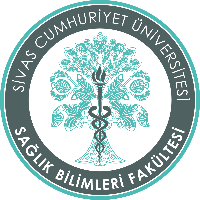 SİVAS CUMHURİYET ÜNİVERSİTESİ
SAĞLIK BİLİMLERİ FAKÜLTESİ